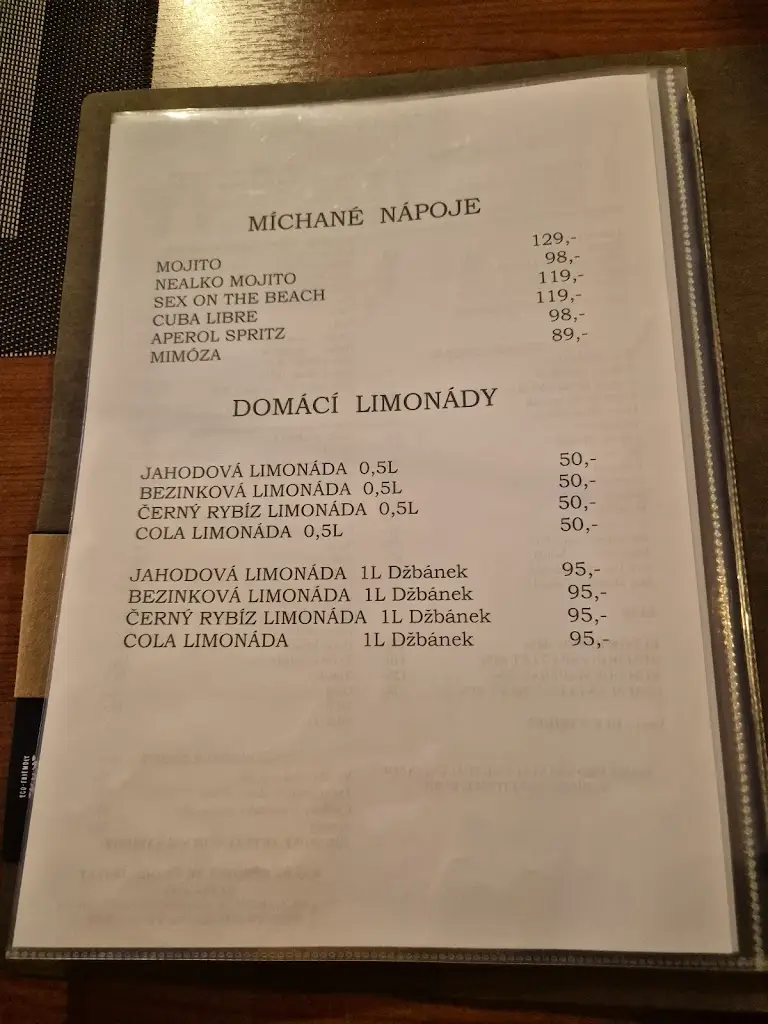 MÍCHANÉ NÁPOJE
MOJITO 129,-
NEALKO MOJITO 98,-
SEX ON THE BEACH 119,-
CUBA LIBRE 119,-
APEROL SPRITZ 98,-
MIMÓZA 89,-
DOMÁCÍ LIMONÁDY
JAHODOVÁ LIMONÁDA 0,5L 50,-
BEZINKOVÁ LIMONÁDA 0,5L 50,-
ČERNÝ RYBÍZ LIMONÁDA 0,5L 50,-
COLA LIMONÁDA 0,5L 50,-
JAHODOVÁ LIMONÁDA 1L Džbánek 95,-
BEZINKOVÁ LIMONÁDA 1L Džbánek 95,-
ČERNÝ RYBÍZ LIMONÁDA 1L Džbánek 95,-
COLA LIMONÁDA 1L Džbánek 95,-
ECO-FRIENDLY